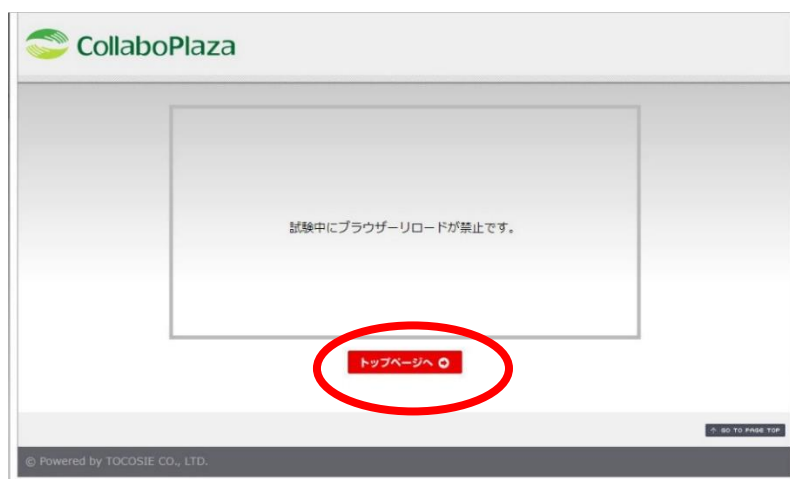 CollaboPlaza
試験中にブラウザーリロードが禁止です。
トップページへ
GO TO PAGE TOP
© Powered by TOCOSIE CO., LTD.